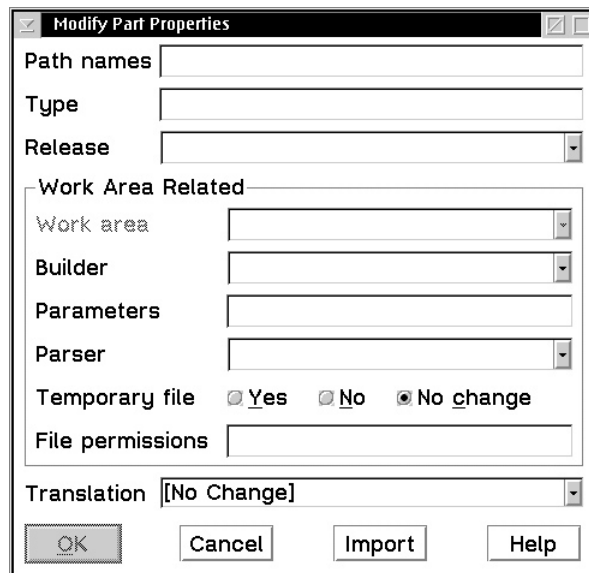 Modify Part Properties
Path names
Type
Release
Work Area Related
Work area
Builder
Parameters
Parser
Temporary file Yes No No change
File permissions
Translation [No Change]
OK Cancel Import Help